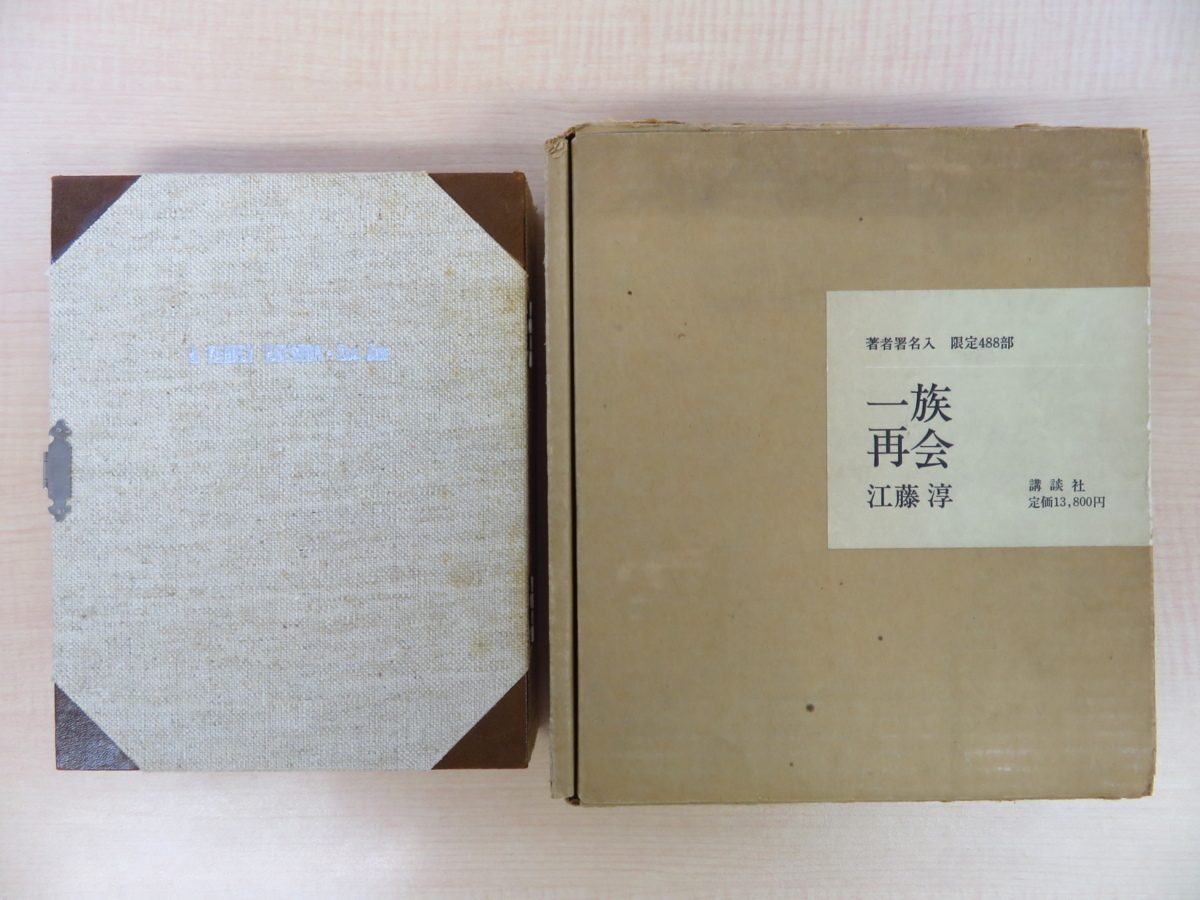 著者署名入 限定488部
一族
再会
江藤 淳
講談社
定価13,800円